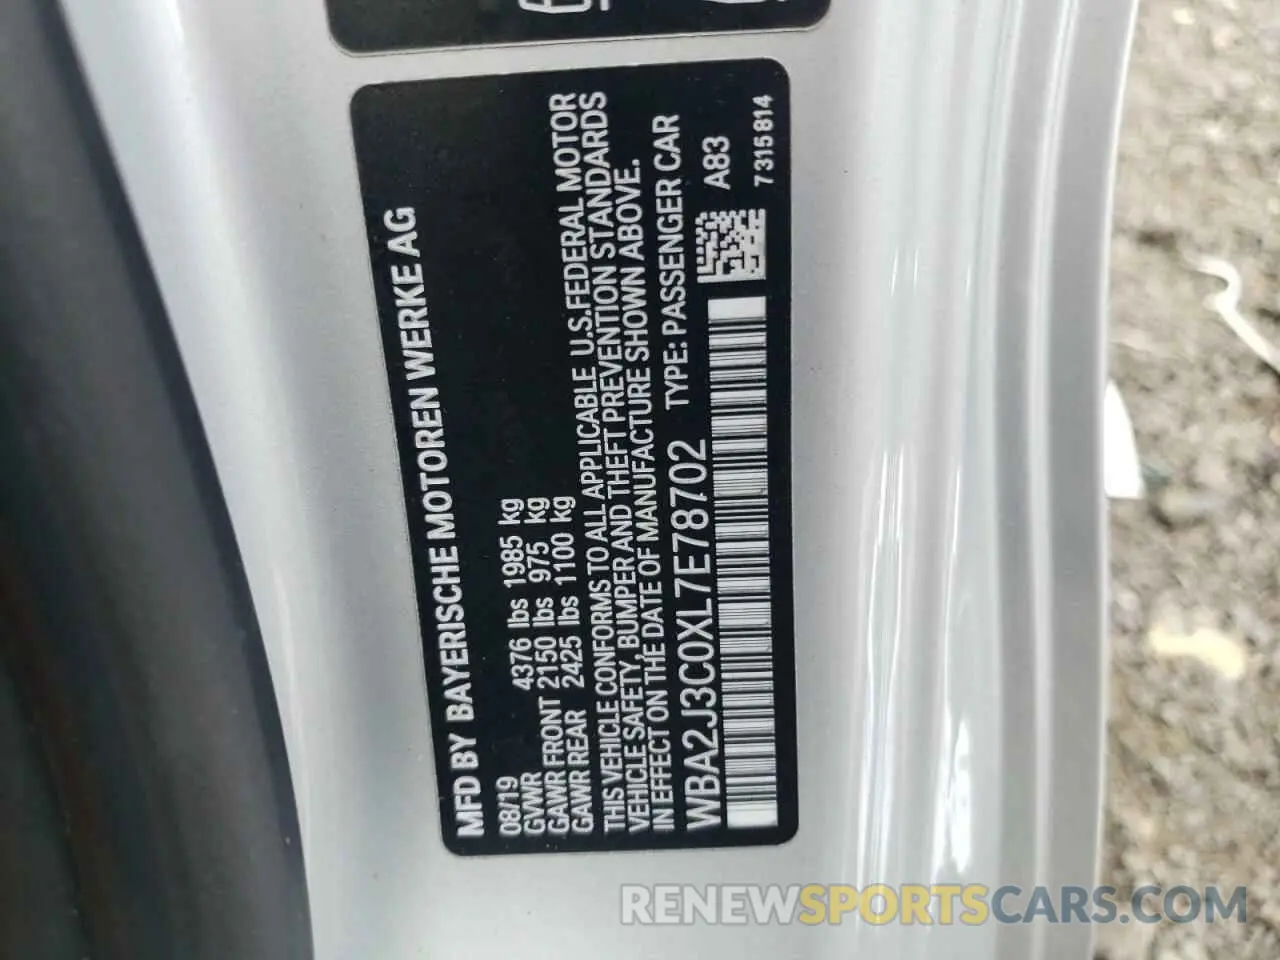 MFD BY BAYERISCHE MOTOREN WERKE AG
08/19
GVWR 4376 lbs 1985 kg
GAWR FRONT 2150 lbs 975 kg
GAWR REAR 2425 lbs 1100 kg
THIS VEHICLE CONFORMS TO ALL APPLICABLE U.S.FEDERAL MOTOR
VEHICLE SAFETY, BUMPER AND THEFT PREVENTION STANDARDS
IN EFFECT ON THE DATE OF MANUFACTURE SHOWN ABOVE.
WBA2J3C0XL7E78702 TYPE: PASSENGER CAR
A83
7315814
RENEWSPORTSCARS.COM